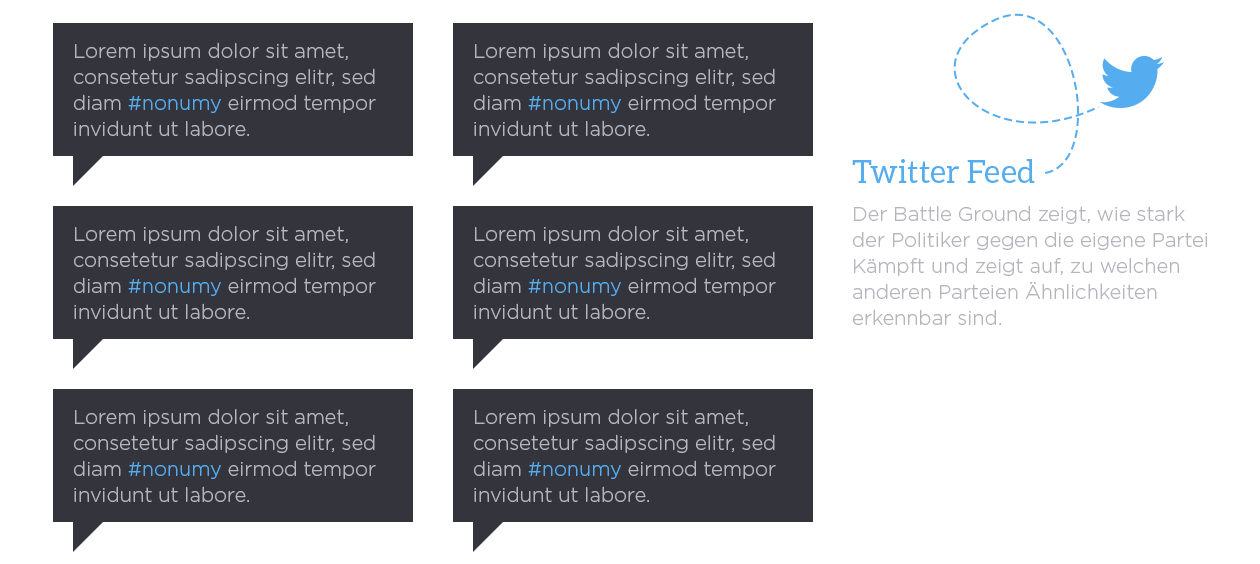 Lorem ipsum dolor sit amet,
consetetur sadipscing elitr, sed
diam #nonumy eirmod tempor
invidunt ut labore.
Lorem ipsum dolor sit amet,
consetetur sadipscing elitr, sed
diam #nonumy eirmod tempor
invidunt ut labore.
Lorem ipsum dolor sit amet,
consetetur sadipscing elitr, sed
diam #nonumy eirmod tempor
invidunt ut labore.
Lorem ipsum dolor sit amet,
consetetur sadipscing elitr, sed
diam #nonumy eirmod tempor
invidunt ut labore.
Lorem ipsum dolor sit amet,
consetetur sadipscing elitr, sed
diam #nonumy eirmod tempor
invidunt ut labore.
Lorem ipsum dolor sit amet,
consetetur sadipscing elitr, sed
diam #nonumy eirmod tempor
invidunt ut labore.
Twitter Feed
Der Battle Ground zeigt, wie stark
der Politiker gegen die eigene Partei
Kämpft und zeigt auf, zu welchen
anderen Parteien Ähnlichkeiten
erkennbar sind.